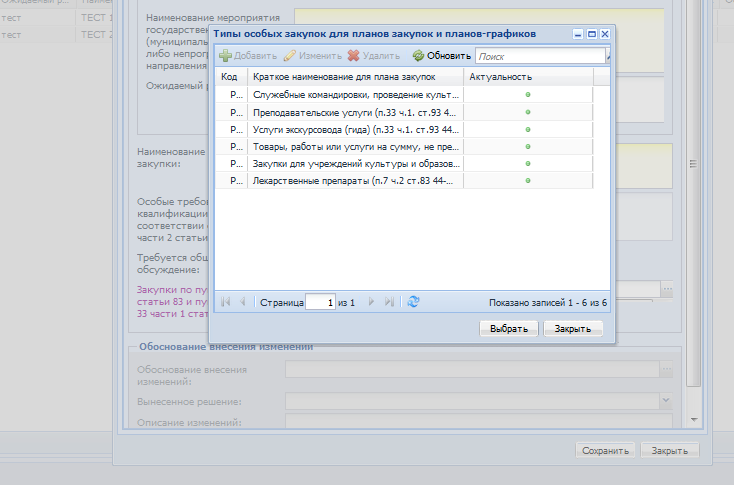 Ожидаемый р...
тест ТЕСТ 1
тест ТЕСТ 2
Наименование мероприятия
государствен
(муниципаль
либо непрогр
направления
Ожидаемый р
Наименование
закупки:
Особые требо
квалификации
соответствии с
части 2 статьи
Требуется общ
обсуждение:
Закупки по пу
статьи 83 и пу
33 части 1 стат
Типы особых закупок для планов закупок и планов-графиков
Добавить Изменить Удалить Обновить Поиск
Код Краткое наименование для плана закупок Актуальность
Р... Служебные командировки, проведение культ...
Р... Преподавательские услуги (п.33 ч.1. ст.93 4...
Р... Услуги экскурсовода (гида) (п.33 ч.1. ст.93 44...
Р... Товары, работы или услуги на сумму, не пре...
Р... Закупки для учреждений культуры и образов...
Р... Лекарственные препараты (п.7 ч.2 ст.83 44-...
Страница 1 из 1 Показано записей 1 - 6 из 6
Выбрать Закрыть
Обоснование внесения изменений
Обоснование внесения
изменений:
Вынесенное решение:
Описание изменений:
Сохранить Закрыть